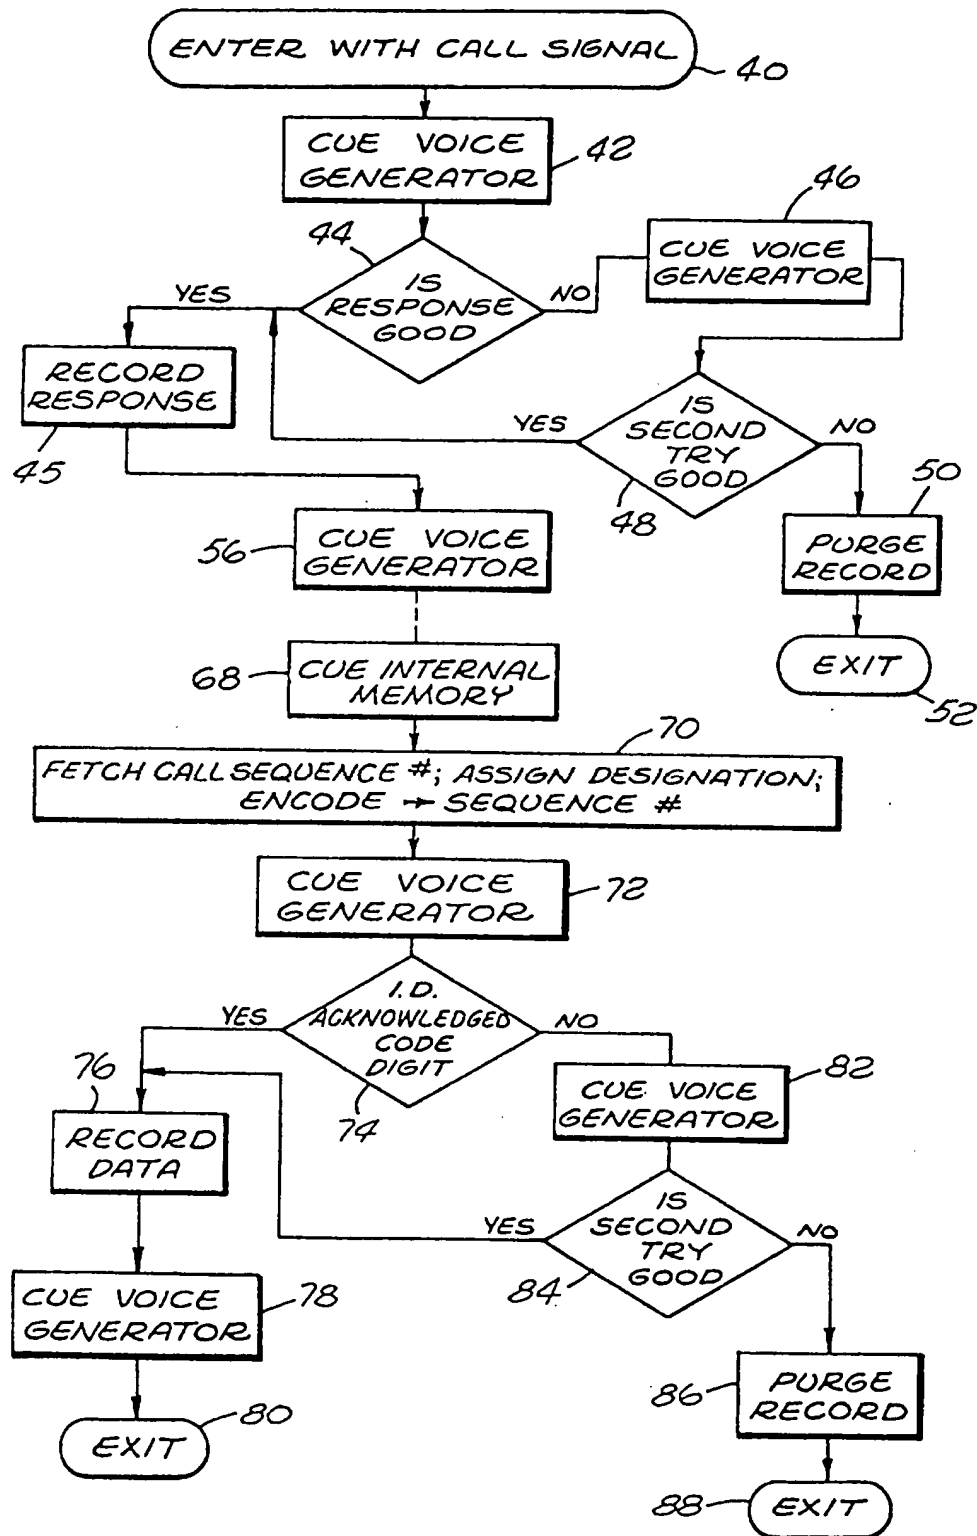 ENTER WITH CALL SIGNAL
40
CUE VOICE
GENERATOR
42
44
IS
RESPONSE
GOOD
YES
NO
46
CUE VOICE
GENERATOR
RECORD
RESPONSE
45
IS
SECOND
TRY
GOOD
YES
NO
48
50
PURGE
RECORD
EXIT
52
56
CUE VOICE
GENERATOR
68
CUE INTERNAL
MEMORY
70
FETCH CALL SEQUENCE #; ASSIGN DESIGNATION;
ENCODE → SEQUENCE #
CUE VOICE
GENERATOR
72
I.D.
ACKNOWLEDGED
CODE
DIGIT
YES
NO
74
76
RECORD
DATA
82
CUE VOICE
GENERATOR
IS
SECOND
TRY
GOOD
YES
NO
84
CUE VOICE
GENERATOR
78
86
PURGE
RECORD
80
EXIT
88
EXIT